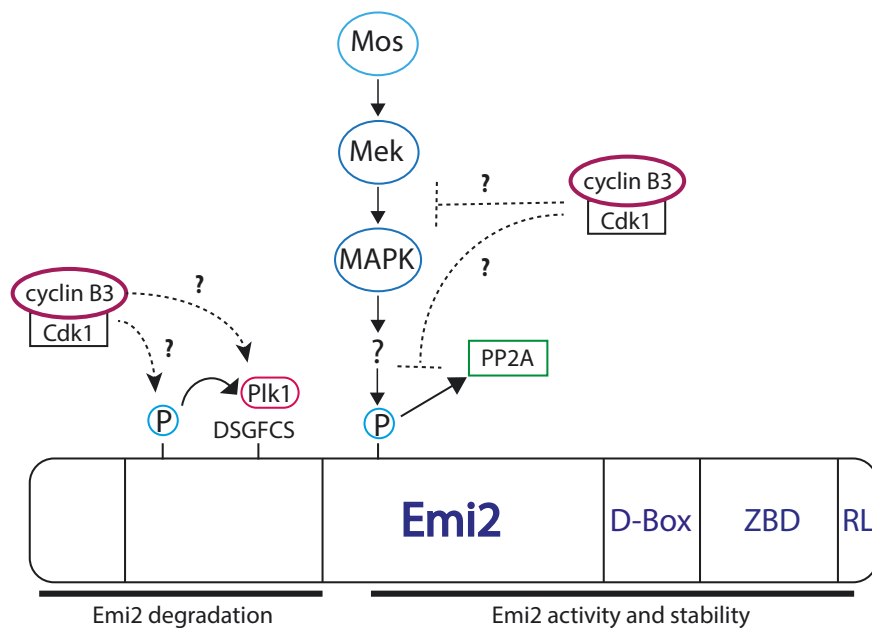 Mos
Mek
?
cyclin B3
Cdk1
MAPK
?
cyclin B3
Cdk1
?
?
?
PP2A
Plk1
P
P
DSGFCS
Emi2
D-Box
ZBD
RL
Emi2 degradation
Emi2 activity and stability